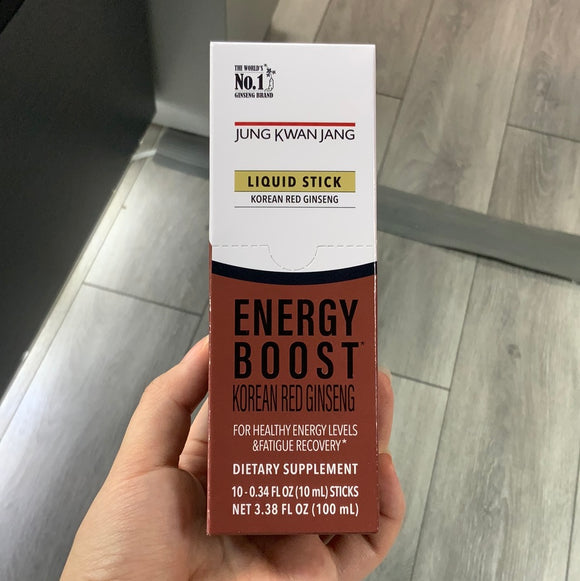 THE WORLD'S
No.1
GINSENG BRAND
JUNG KWAN JANG
LIQUID STICK
KOREAN RED GINSENG
ENERGY
BOOST*
KOREAN RED GINSENG
FOR HEALTHY ENERGY LEVELS
&FATIGUE RECOVERY*
DIETARY SUPPLEMENT
10 - 0.34 FL OZ (10 mL) STICKS
NET 3.38 FL OZ (100 mL)